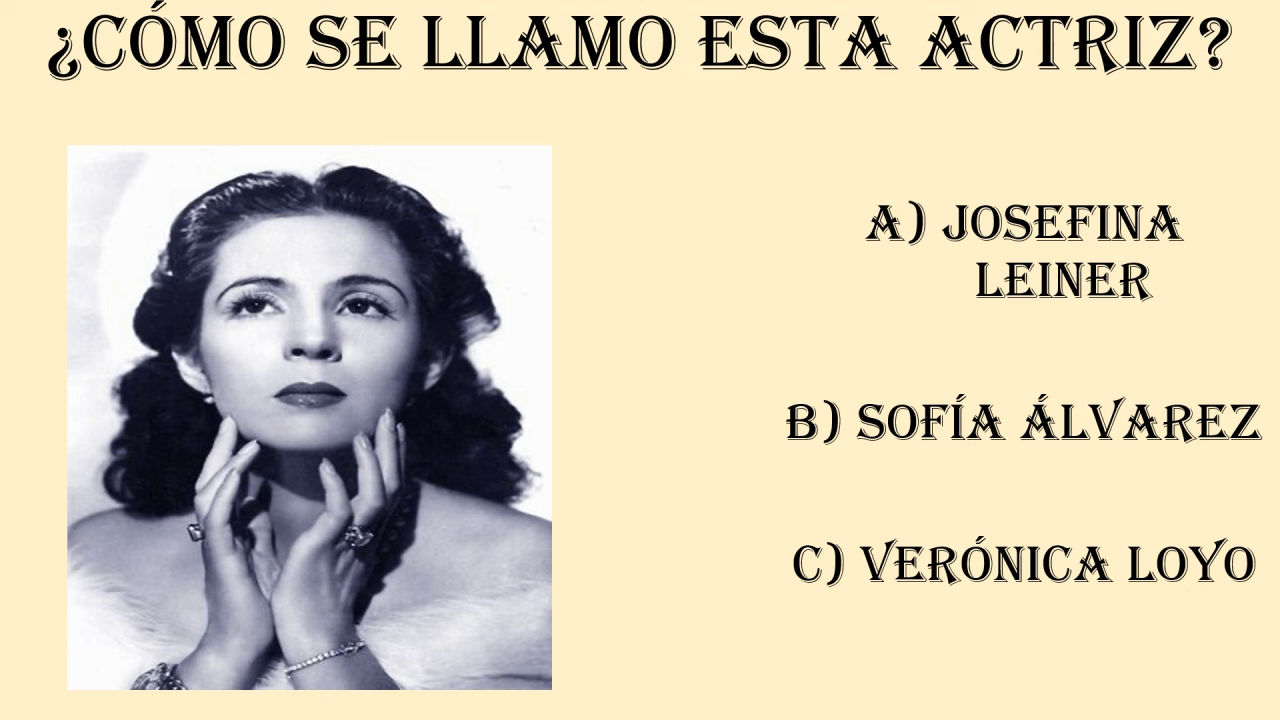 ¿CÓMO SE LLAMO ESTA ACTRIZ?
A) JOSEFINA
LEINER
B) SOFÍA ÁLVAREZ
C) VERÓNICA LOYO